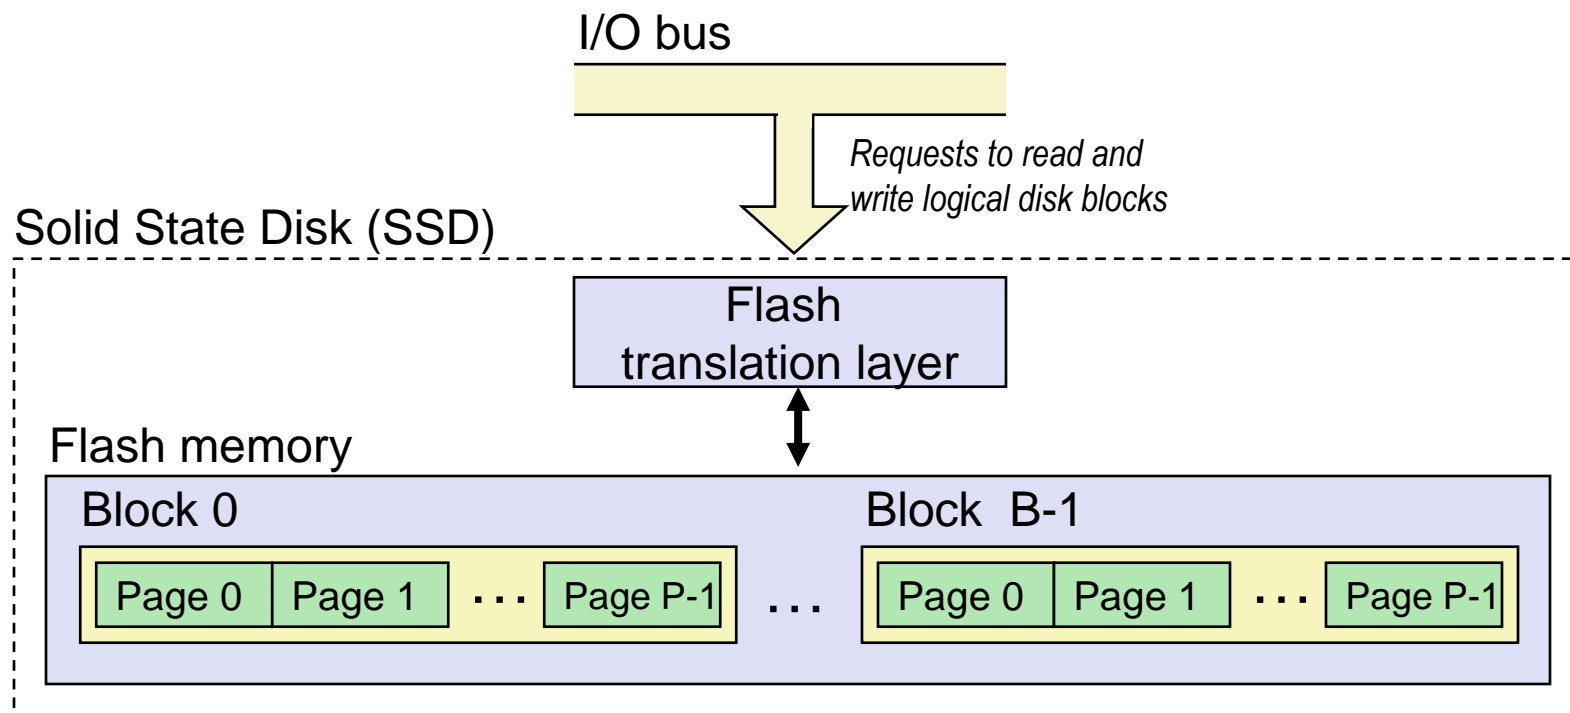 I/O bus
Requests to read and
write logical disk blocks
Solid State Disk (SSD)
Flash
translation layer
Flash memory
Block 0
Block B-1
Page 0 Page 1 ... Page P-1 ... Page 0 Page 1 ... Page P-1